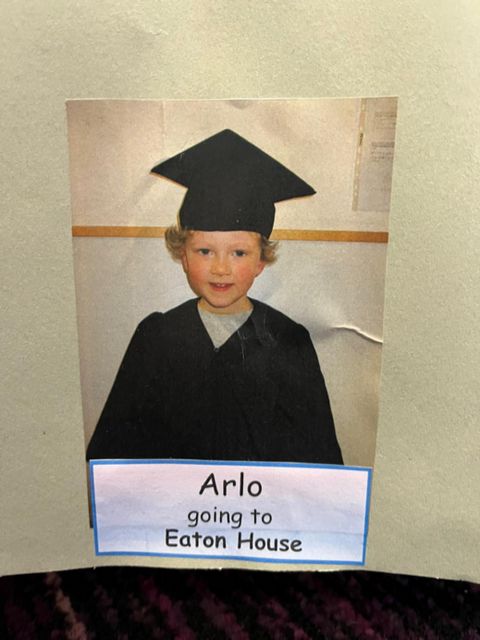 Arlo
going to
Eaton House